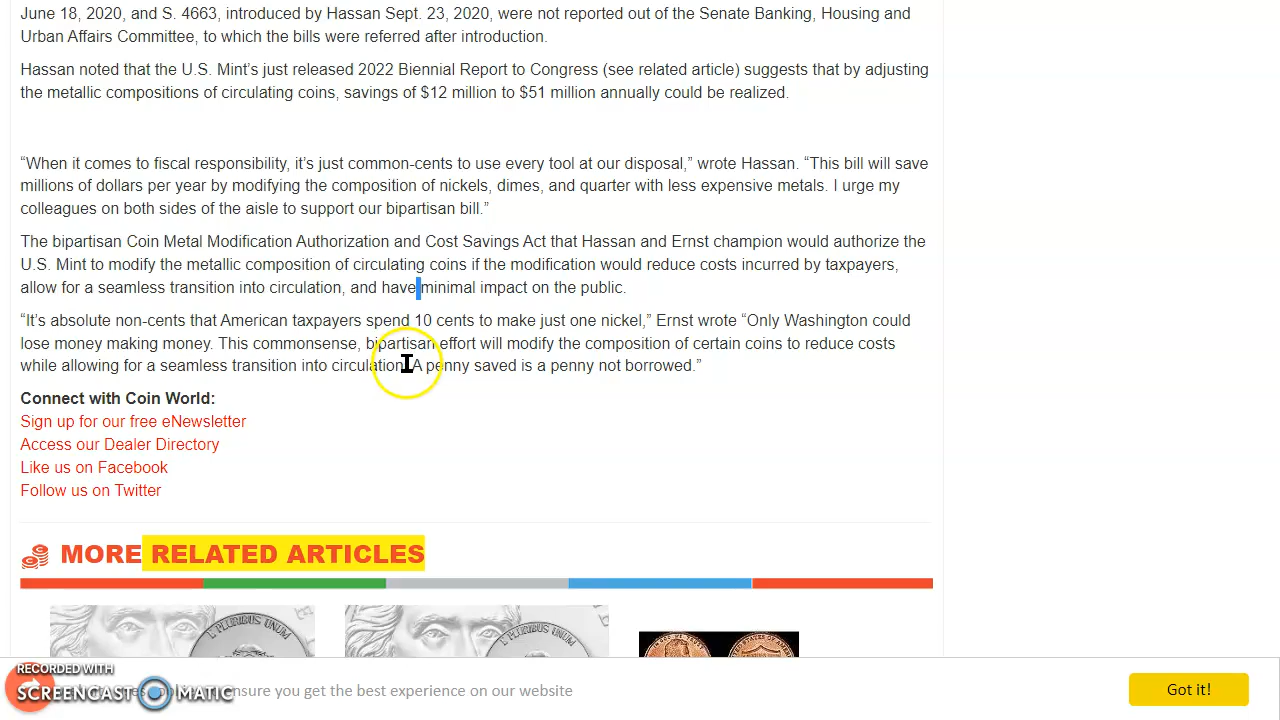 June 18, 2020, and S. 4663, introduced by Hassan Sept. 23, 2020, were not reported out of the Senate Banking, Housing and
Urban Affairs Committee, to which the bills were referred after introduction.
Hassan noted that the U.S. Mint’s just released 2022 Biennial Report to Congress (see related article) suggests that by adjusting
the metallic compositions of circulating coins, savings of $12 million to $51 million annually could be realized.
“When it comes to fiscal responsibility, it’s just common-cents to use every tool at our disposal,” wrote Hassan. “This bill will save
millions of dollars per year by modifying the composition of nickels, dimes, and quarter with less expensive metals. I urge my
colleagues on both sides of the aisle to support our bipartisan bill.”
The bipartisan Coin Metal Modification Authorization and Cost Savings Act that Hassan and Ernst champion would authorize the
U.S. Mint to modify the metallic composition of circulating coins if the modification would reduce costs incurred by taxpayers,
allow for a seamless transition into circulation, and have minimal impact on the public.
“It’s absolute non-cents that American taxpayers spend 10 cents to make just one nickel,” Ernst wrote “Only Washington could
lose money making money. This commonsense, bipartisan effort will modify the composition of certain coins to reduce costs
while allowing for a seamless transition into circulation. A penny saved is a penny not borrowed.”
Connect with Coin World:
Sign up for our free eNewsletter
Access our Dealer Directory
Like us on Facebook
Follow us on Twitter
MORE RELATED ARTICLES
E PLURIBUS UNUM
E PLURIBUS UNUM
RECORDED WITH
SCREENCAST MATIC
ensure you get the best experience on our website
Got it!